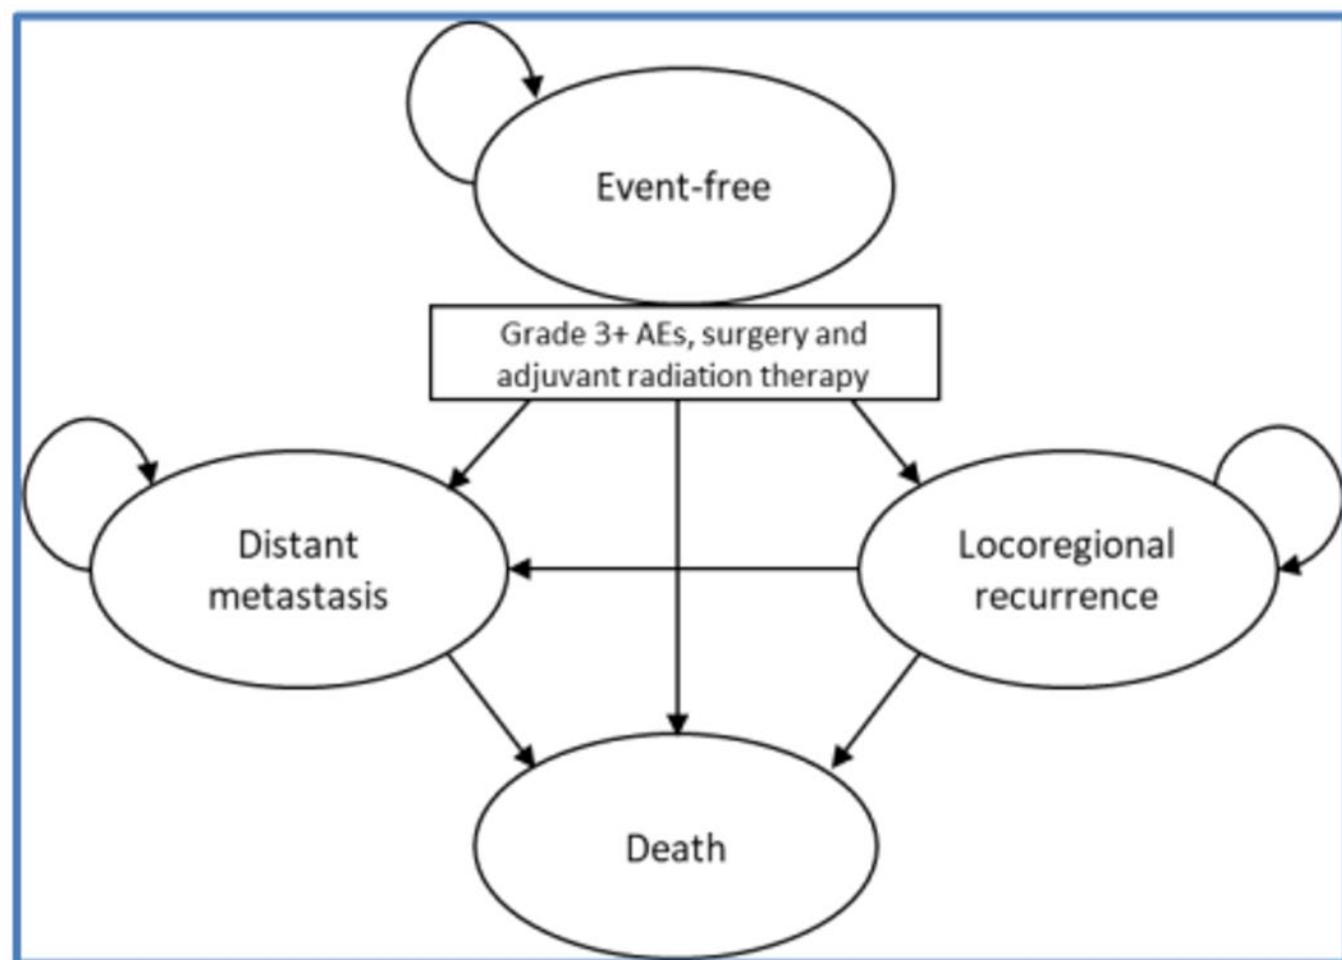 Event-free
Grade 3+ AEs, surgery and
adjuvant radiation therapy
Distant
metastasis
Locoregional
recurrence
Death